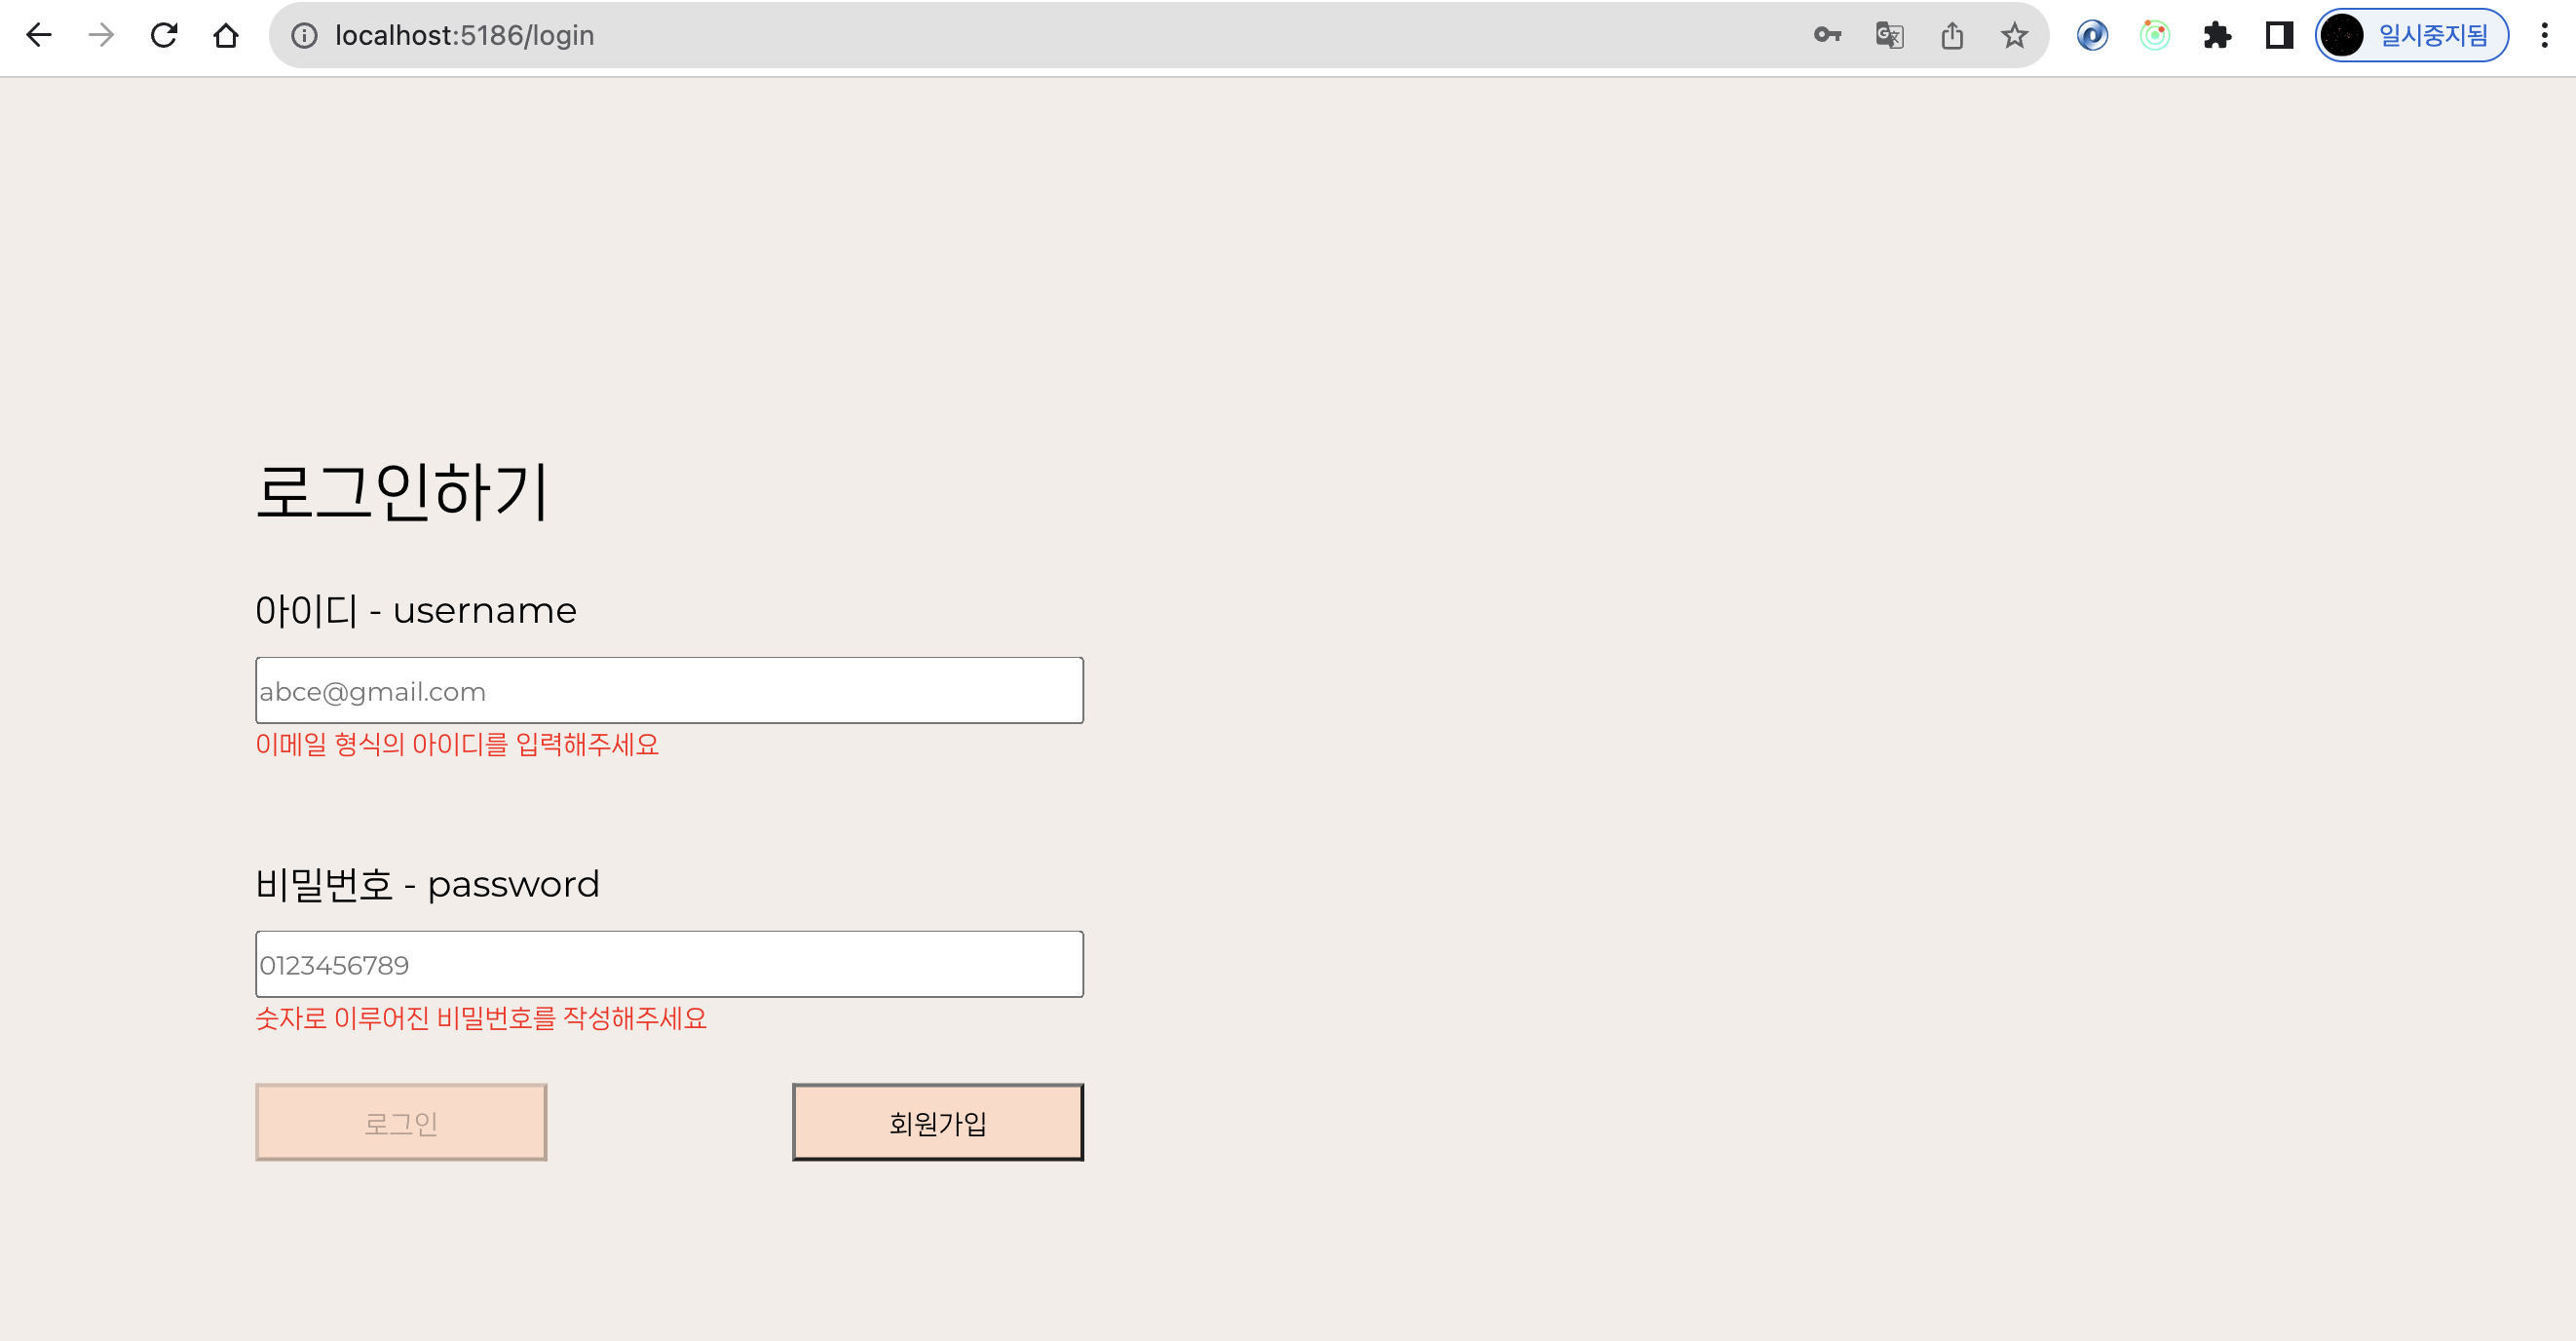 localhost:5186/login
일시중지됨
로그인하기
아이디 - username
abce@gmail.com
이메일 형식의 아이디를 입력해주세요
비밀번호 - password
0123456789
숫자로 이루어진 비밀번호를 작성해주세요
로그인
회원가입